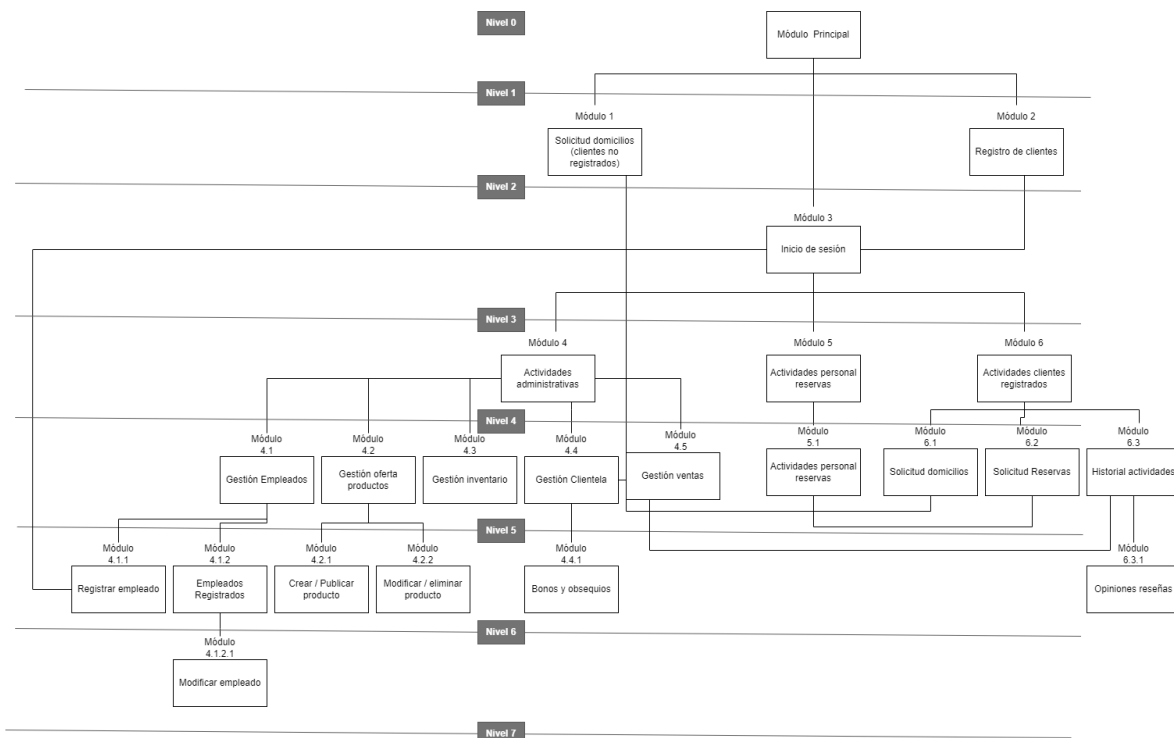 Nivel 0
Módulo Principal
Nivel 1
Módulo 1
Módulo 2
Solicitud domicilios
(clientes no
registrados)
Registro de clientes
Nivel 2
Módulo 3
Inicio de sesión
Nivel 3
Módulo 4
Módulo 5
Módulo 6
Actividades
administrativas
Actividades personal
reservas
Actividades clientes
registrados
Nivel 4
Módulo
4.1
Módulo
4.2
Módulo
4.3
Módulo
4.4
Módulo
4.5
Módulo
5.1
Módulo
6.1
Módulo
6.2
Módulo
6.3
Gestión Empleados
Gestión oferta
productos
Gestión inventario
Gestión Clientela
Gestión ventas
Actividades personal
reservas
Solicitud domicilios
Solicitud Reservas
Historial actividades
Nivel 5
Módulo
4.1.1
Módulo
4.1.2
Módulo
4.2.1
Módulo
4.2.2
Módulo
4.4.1
Módulo
6.3.1
Registrar empleado
Empleados
Registrados
Crear / Publicar
producto
Modificar / eliminar
producto
Bonos y obsequios
Opiniones reseñas
Nivel 6
Módulo
4.1.2.1
Modificar empleado
Nivel 7